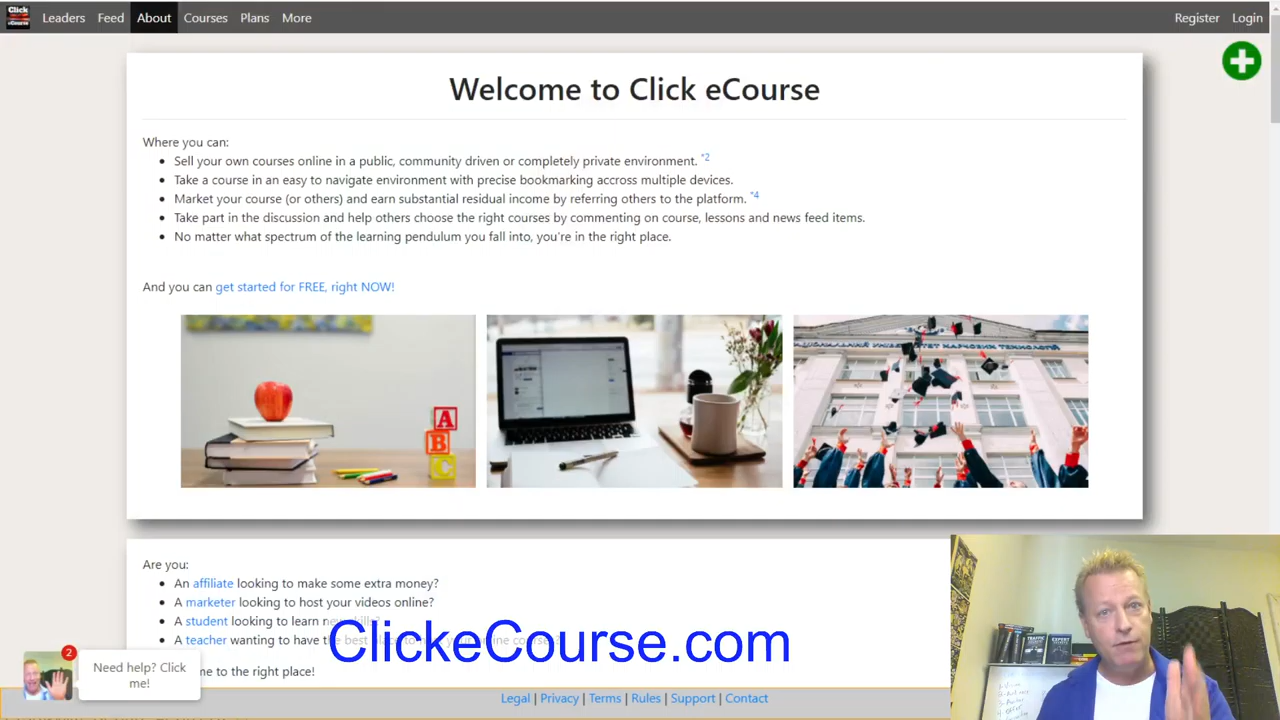 Click
eCourse
Leaders
Feed
About
Courses
Plans
More
Register
Login
Welcome to Click eCourse
Where you can:
Sell your own courses online in a public, community driven or completely private environment. *2
Take a course in an easy to navigate environment with precise bookmarking accross multiple devices.
Market your course (or others) and earn substantial residual income by referring others to the platform. *4
Take part in the discussion and help others choose the right courses by commenting on course, lessons and news feed items.
No matter what spectrum of the learning pendulum you fall into, you're in the right place.
And you can get started for FREE, right NOW!
A
B
C
Are you:
An affiliate looking to make some extra money?
A marketer looking to host your videos online?
A student looking to learn
A teacher wanting to have the best
ClickeCourse.com
me to the right place!
2
Need help? Click
me!
Legal | Privacy | Terms | Rules | Support | Contact
TRAFFIC
EXPERT